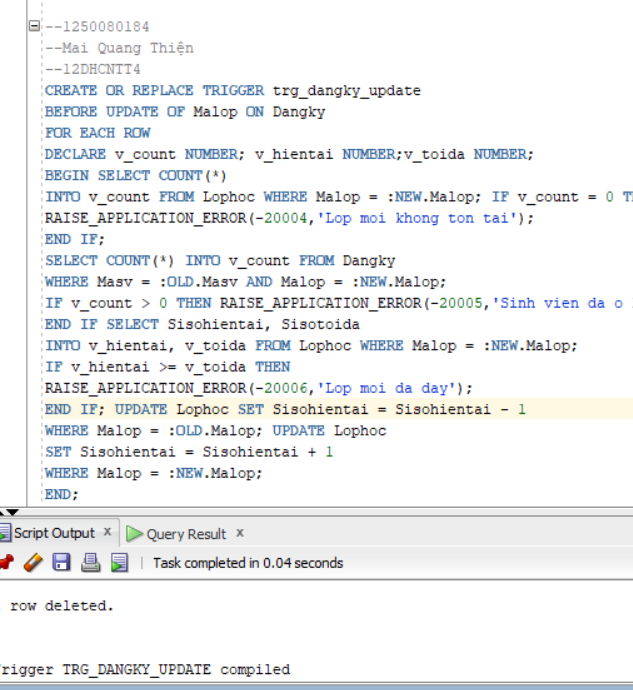 --1250080184
--Mai Quang Thiện
--12DHCNTT4
CREATE OR REPLACE TRIGGER trg_dangky_update
BEFORE UPDATE OF Malop ON Dangky
FOR EACH ROW
DECLARE v_count NUMBER; v_hientai NUMBER;v_toida NUMBER;
BEGIN SELECT COUNT(*)
INTO v_count FROM Lophoc WHERE Malop = :NEW.Malop; IF v_count = 0
RAISE_APPLICATION_ERROR(-20004,'Lop moi khong ton tai');
END IF;
SELECT COUNT(*) INTO v_count FROM Dangky
WHERE Masv = :OLD.Masv AND Malop = :NEW.Malop;
IF v_count > 0 THEN RAISE_APPLICATION_ERROR(-20005,'Sinh vien da o
END IF SELECT Sisohientai, Sisotoida
INTO v_hientai, v_toida FROM Lophoc WHERE Malop = :NEW.Malop;
IF v_hientai >= v_toida THEN
RAISE_APPLICATION_ERROR(-20006,'Lop moi da day');
END IF; UPDATE Lophoc SET Sisohientai = Sisohientai - 1
WHERE Malop = :OLD.Malop; UPDATE Lophoc
SET Sisohientai = Sisohientai + 1
WHERE Malop = :NEW.Malop;
END;
Script Output x Query Result x
Task completed in 0.04 seconds
row deleted.
rigger TRG_DANGKY_UPDATE compiled